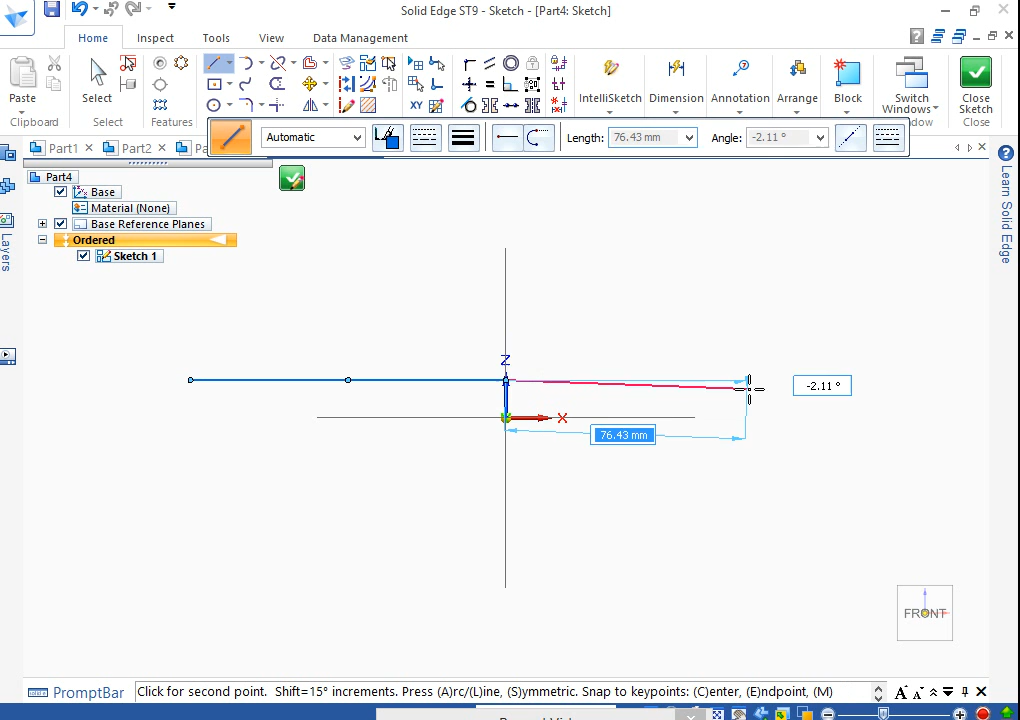 Solid Edge ST9 - Sketch - [Part4: Sketch]
Home Inspect Tools View Data Management
Paste
Select
IntelliSketch
Dimension
Annotation
Arrange
Block
Switch Windows
Close Sketch
Clipboard
Select
Features
dow
Close
Automatic
Length: 76.43 mm
Angle: -2.11 °
Part1
Part2
Pa
Part4
Base
Material (None)
Base Reference Planes
Ordered
Sketch 1
Layers
Learn Solid Edge
Z
X
XY
-2.11 °
76.43 mm
FRONT
PromptBar
Click for second point. Shift=15° increments. Press (A)rc/(L)ine, (S)ymmetric. Snap to keypoints: (C)enter, (E)ndpoint, (M)